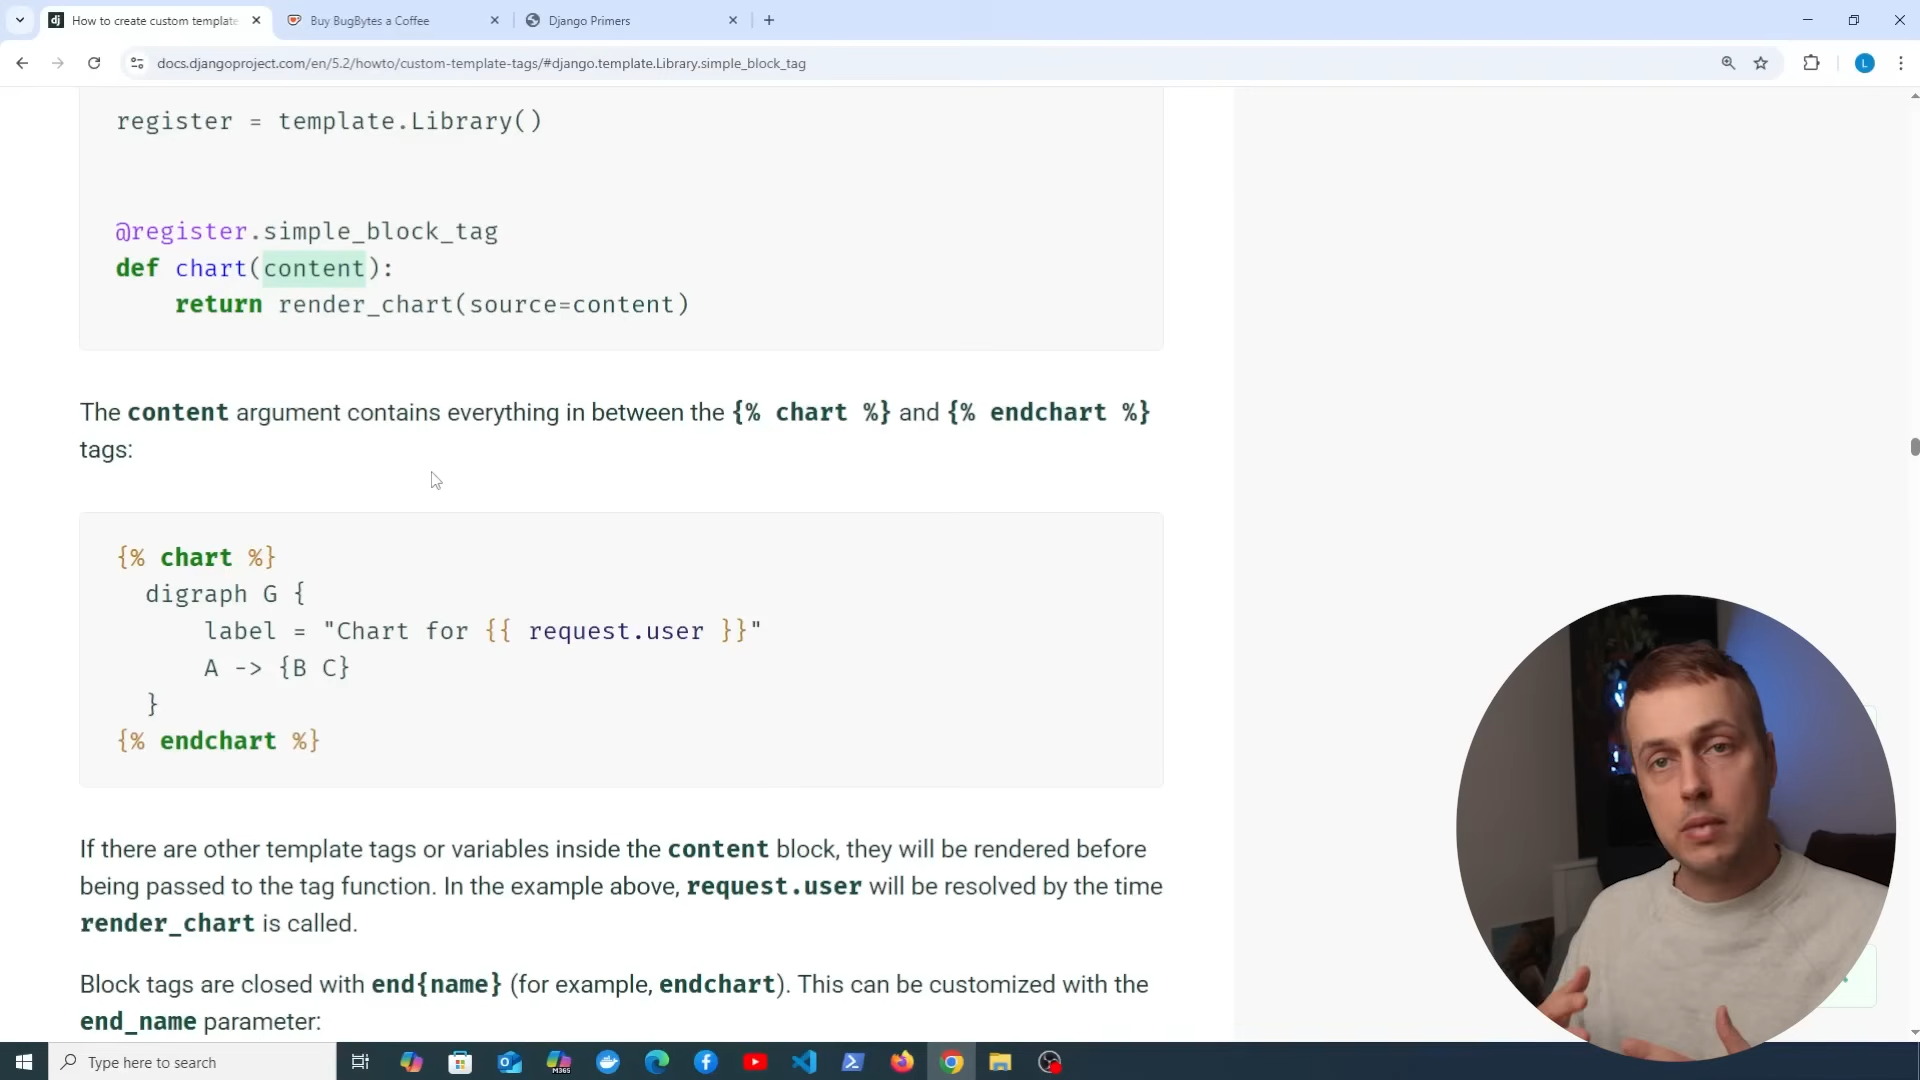 How to create custom template
Buy BugBytes a Coffee
Django Primers
docs.djangoproject.com/en/5.2/howto/custom-template-tags/#django.template.Library.simple_block_tag
L
register = template.Library()
@register.simple_block_tag
def chart(content):
return render_chart(source=content)
The content argument contains everything in between the {% chart %} and {% endchart %}
tags:
{% chart %}
digraph G {
label = "Chart for {{ request.user }}"
A -> {B C}
}
{% endchart %}
If there are other template tags or variables inside the content block, they will be rendered before
being passed to the tag function. In the example above, request.user will be resolved by the time
render_chart is called.
Block tags are closed with end{name} (for example, endchart). This can be customized with the
end_name parameter:
Type here to search
M365